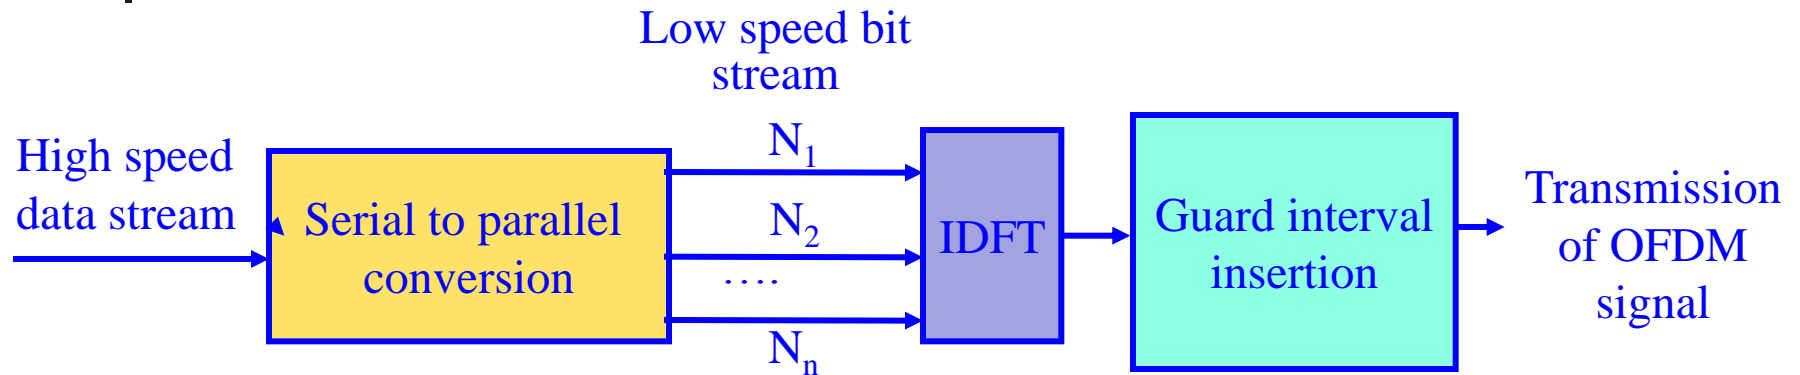 Low speed bit
stream
High speed
data stream
Serial to parallel
conversion
N₁
N₂
....
Nₙ
IDFT
Guard interval
insertion
Transmission
of OFDM
signal